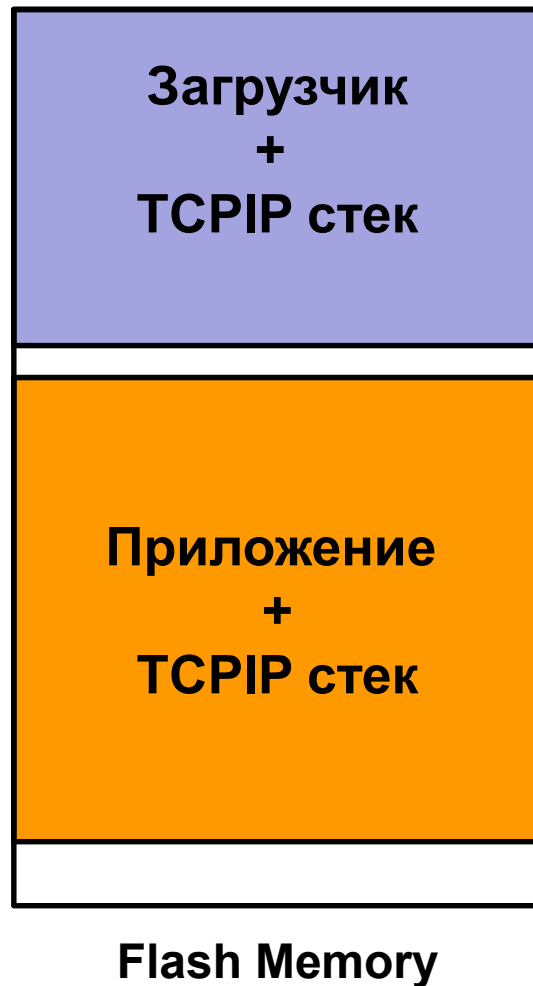 Загрузчик
+
TCPIP стек
Приложение
+
TCPIP стек
Flash Memory